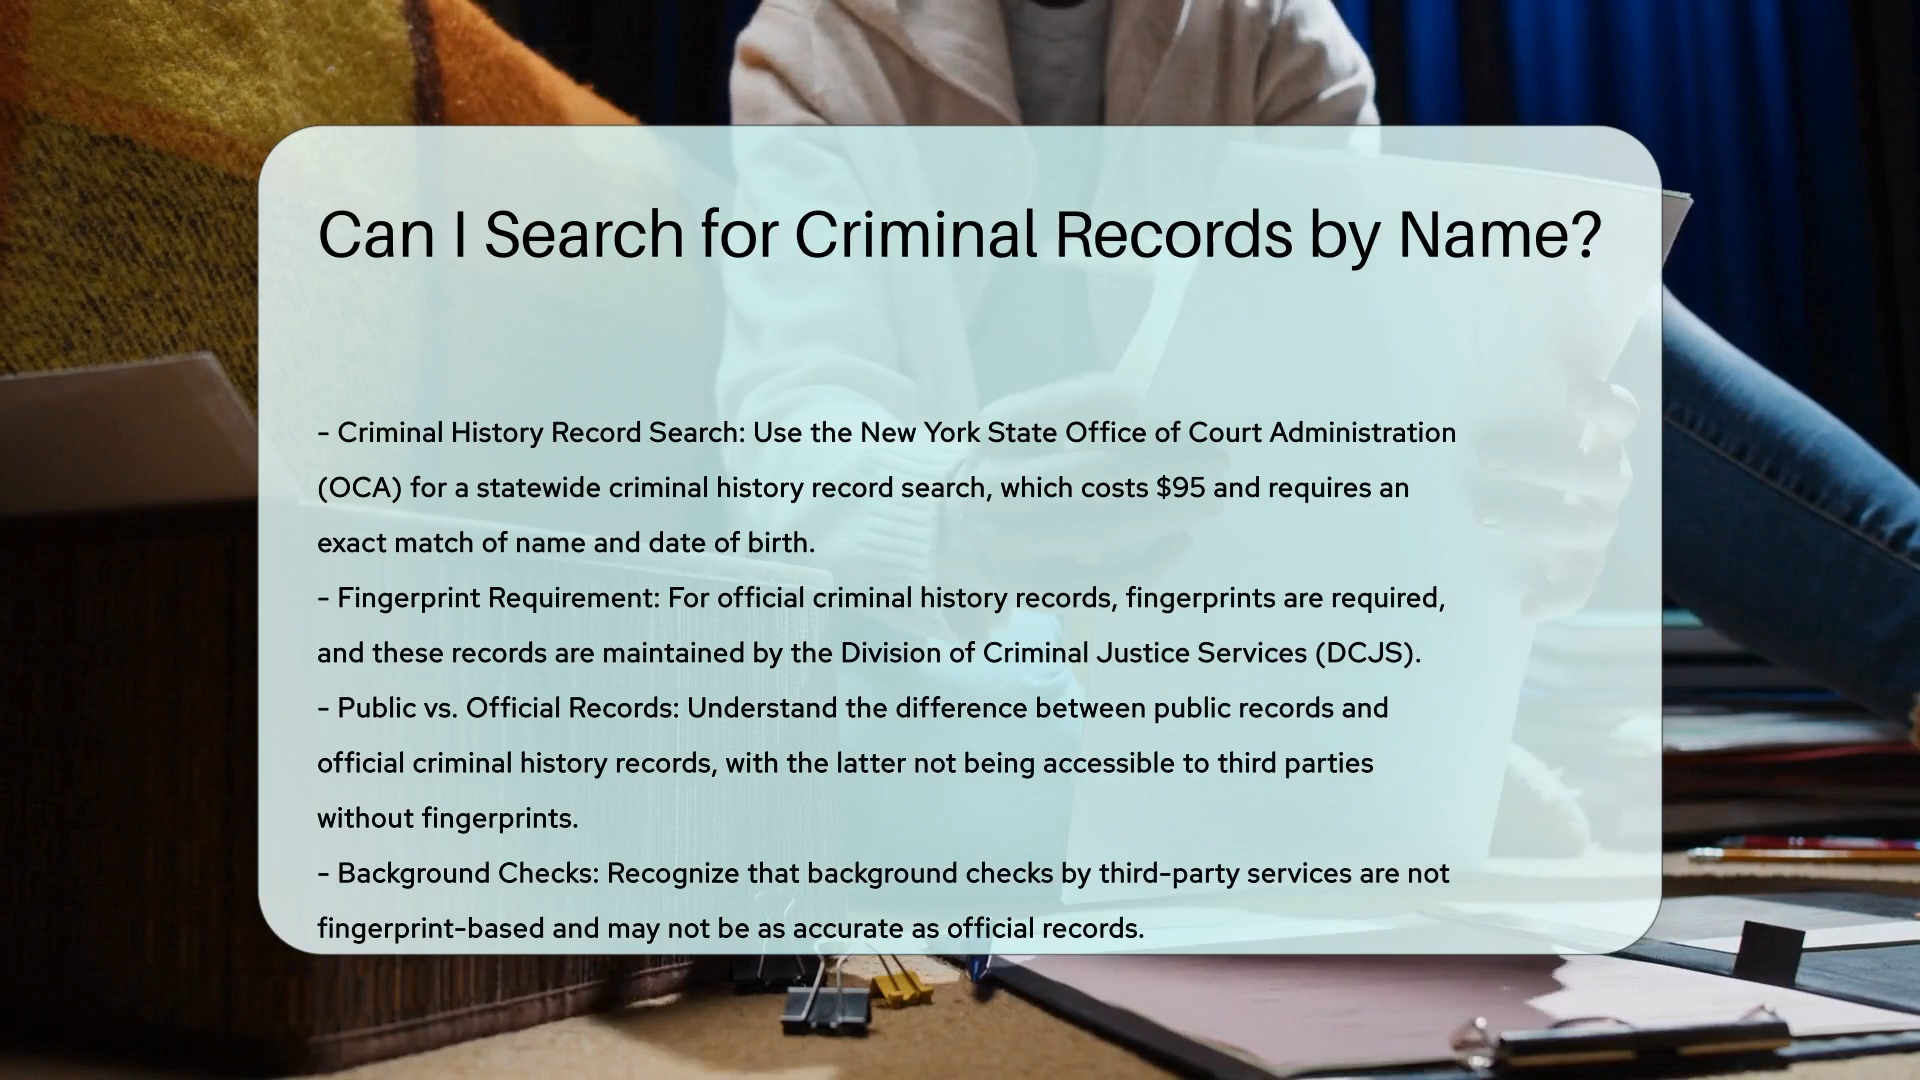 Can I Search for Criminal Records by Name?
– Criminal History Record Search: Use the New York State Office of Court Administration
(OCA) for a statewide criminal history record search, which costs $95 and requires an
exact match of name and date of birth.
– Fingerprint Requirement: For official criminal history records, fingerprints are required,
and these records are maintained by the Division of Criminal Justice Services (DCJS).
– Public vs. Official Records: Understand the difference between public records and
official criminal history records, with the latter not being accessible to third parties
without fingerprints.
– Background Checks: Recognize that background checks by third–party services are not
fingerprint–based and may not be as accurate as official records.